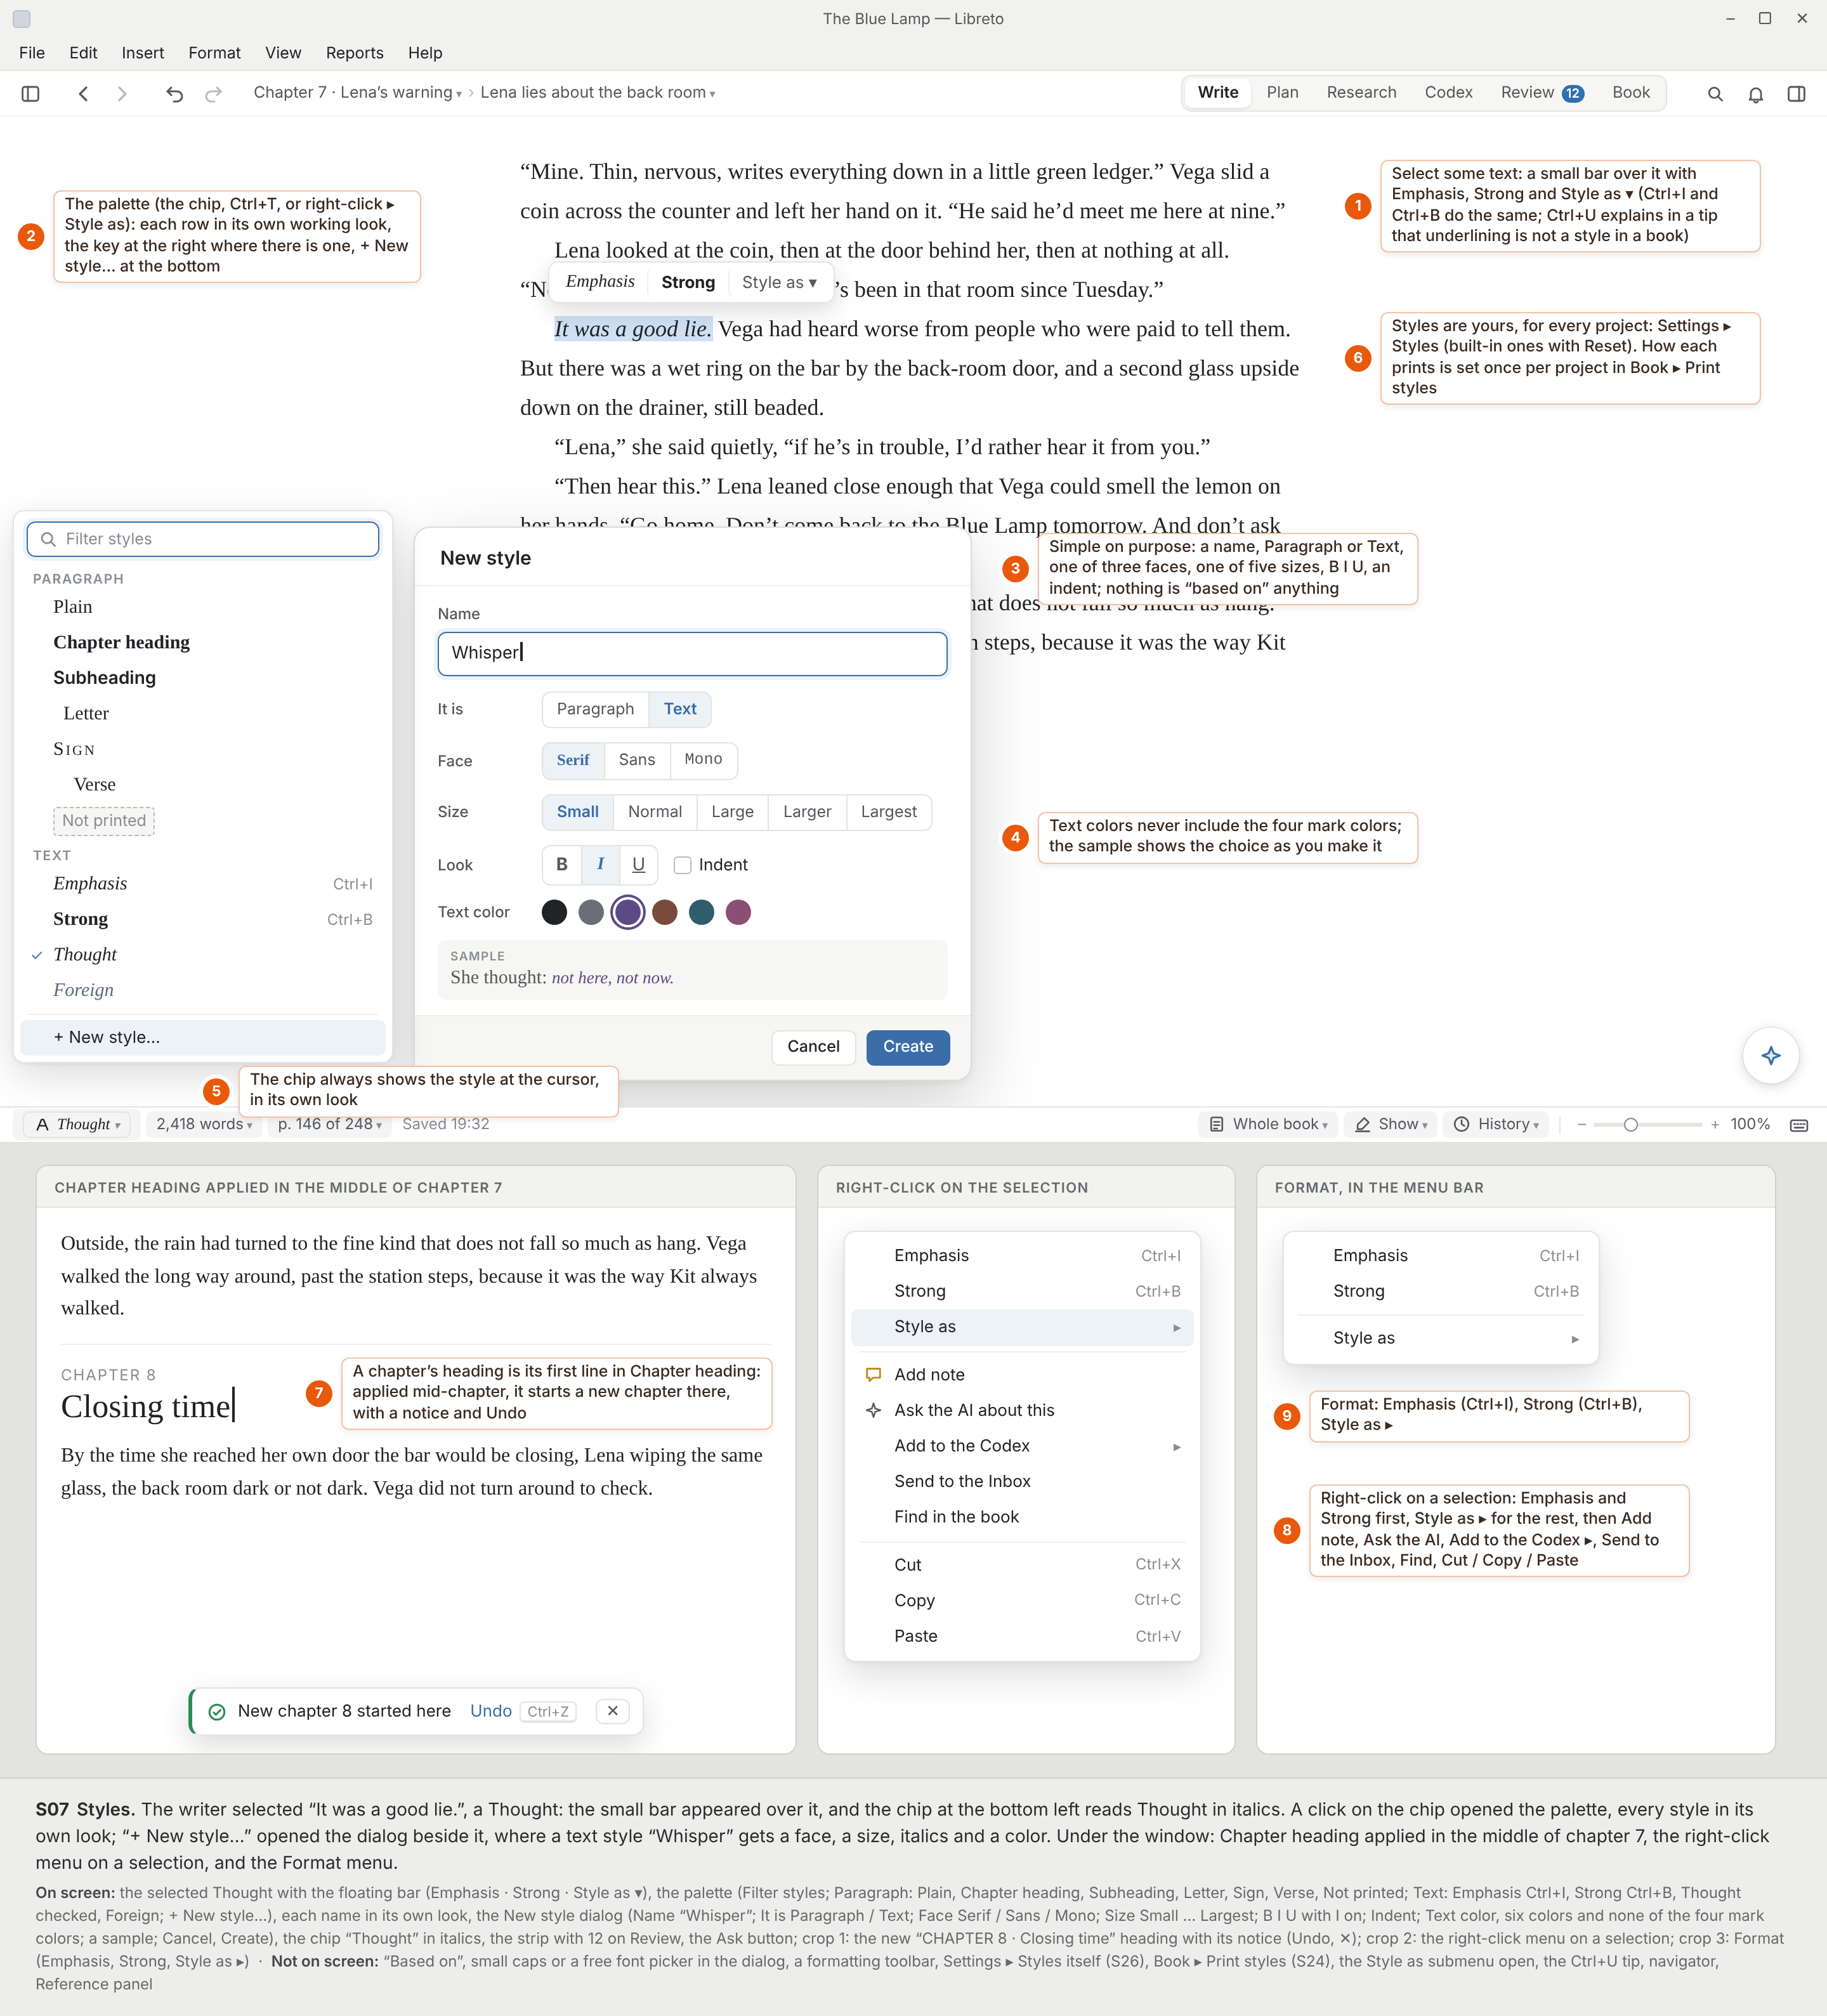 The Blue Lamp — Libreto
File Edit Insert Format View Reports Help
Chapter 7 · Lena’s warning ▾ › Lena lies about the back room ▾
Write Plan Research Codex Review 12 Book
“Mine. Thin, nervous, writes everything down in a little green ledger.” Vega slid a
coin across the counter and left her hand on it. “He said he’d meet me here at nine.”
Lena looked at the coin, then at the door behind her, then at nothing at all.
’s been in that room since Tuesday.”
Emphasis Strong Style as ▾
It was a good lie. Vega had heard worse from people who were paid to tell them.
But there was a wet ring on the bar by the back-room door, and a second glass upside
down on the drainer, still beaded.
“Lena,” she said quietly, “if he’s in trouble, I’d rather hear it from you.”
“Then hear this.” Lena leaned close enough that Vega could smell the lemon on
her hands. “Go home. Don’t come back to the Blue Lamp tomorrow. And don’t ask
does not fall so much as hang.
steps, because it was the way Kit
2
The palette (the chip, Ctrl+T, or right-click ▸
Style as): each row in its own working look,
the key at the right where there is one, + New
style… at the bottom
1
Select some text: a small bar over it with
Emphasis, Strong and Style as ▾ (Ctrl+I and
Ctrl+B do the same; Ctrl+U explains in a tip
that underlining is not a style in a book)
6
Styles are yours, for every project: Settings ▸
Styles (built-in ones with Reset). How each
prints is set once per project in Book ▸ Print
styles
Filter styles
PARAGRAPH
Plain
Chapter heading
Subheading
Letter
SIGN
Verse
Not printed
TEXT
Emphasis Ctrl+I
Strong Ctrl+B
Thought
Foreign
+ New style…
New style
Name
Whisper
It is Paragraph Text
Face Serif Sans Mono
Size Small Normal Large Larger Largest
Look B I U Indent
Text color
SAMPLE
She thought: not here, not now.
Cancel Create
3
Simple on purpose: a name, Paragraph or Text,
one of three faces, one of five sizes, B I U, an
indent; nothing is “based on” anything
4
Text colors never include the four mark colors;
the sample shows the choice as you make it
5
The chip always shows the style at the cursor,
in its own look
A Thought ▾ 2,418 words ▾ p. 146 of 248 ▾ Saved 19:32
Whole book ▾ Show ▾ History ▾ − + 100%
CHAPTER HEADING APPLIED IN THE MIDDLE OF CHAPTER 7
Outside, the rain had turned to the fine kind that does not fall so much as hang. Vega
walked the long way around, past the station steps, because it was the way Kit always
walked.
CHAPTER 8
Closing time
7
A chapter’s heading is its first line in Chapter heading:
applied mid-chapter, it starts a new chapter there,
with a notice and Undo
By the time she reached her own door the bar would be closing, Lena wiping the same
glass, the back room dark or not dark. Vega did not turn around to check.
New chapter 8 started here Undo Ctrl+Z ✕
RIGHT-CLICK ON THE SELECTION
Emphasis Ctrl+I
Strong Ctrl+B
Style as ▸
Add note
Ask the AI about this
Add to the Codex ▸
Send to the Inbox
Find in the book
Cut Ctrl+X
Copy Ctrl+C
Paste Ctrl+V
FORMAT, IN THE MENU BAR
Emphasis Ctrl+I
Strong Ctrl+B
Style as ▸
9
Format: Emphasis (Ctrl+I), Strong (Ctrl+B),
Style as ▸
8
Right-click on a selection: Emphasis and
Strong first, Style as ▸ for the rest, then Add
note, Ask the AI, Add to the Codex ▸, Send to
the Inbox, Find, Cut / Copy / Paste
S07 Styles. The writer selected “It was a good lie.”, a Thought: the small bar appeared over it, and the chip at the bottom left reads Thought in italics. A click on the chip opened the palette, every style in its
own look; “+ New style…” opened the dialog beside it, where a text style “Whisper” gets a face, a size, italics and a color. Under the window: Chapter heading applied in the middle of chapter 7, the right-click
menu on a selection, and the Format menu.
On screen: the selected Thought with the floating bar (Emphasis · Strong · Style as ▾), the palette (Filter styles; Paragraph: Plain, Chapter heading, Subheading, Letter, Sign, Verse, Not printed; Text: Emphasis Ctrl+I, Strong Ctrl+B, Thought
checked, Foreign; + New style…), each name in its own look, the New style dialog (Name “Whisper”; It is Paragraph / Text; Face Serif / Sans / Mono; Size Small … Largest; B I U with I on; Indent; Text color, six colors and none of the four mark
colors; a sample; Cancel, Create), the chip “Thought” in italics, the strip with 12 on Review, the Ask button; crop 1: the new “CHAPTER 8 · Closing time” heading with its notice (Undo, ✕); crop 2: the right-click menu on a selection; crop 3: Format
(Emphasis, Strong, Style as ▸) · Not on screen: “Based on”, small caps or a free font picker in the dialog, a formatting toolbar, Settings ▸ Styles itself (S26), Book ▸ Print styles (S24), the Style as submenu open, the Ctrl+U tip, navigator,
Reference panel